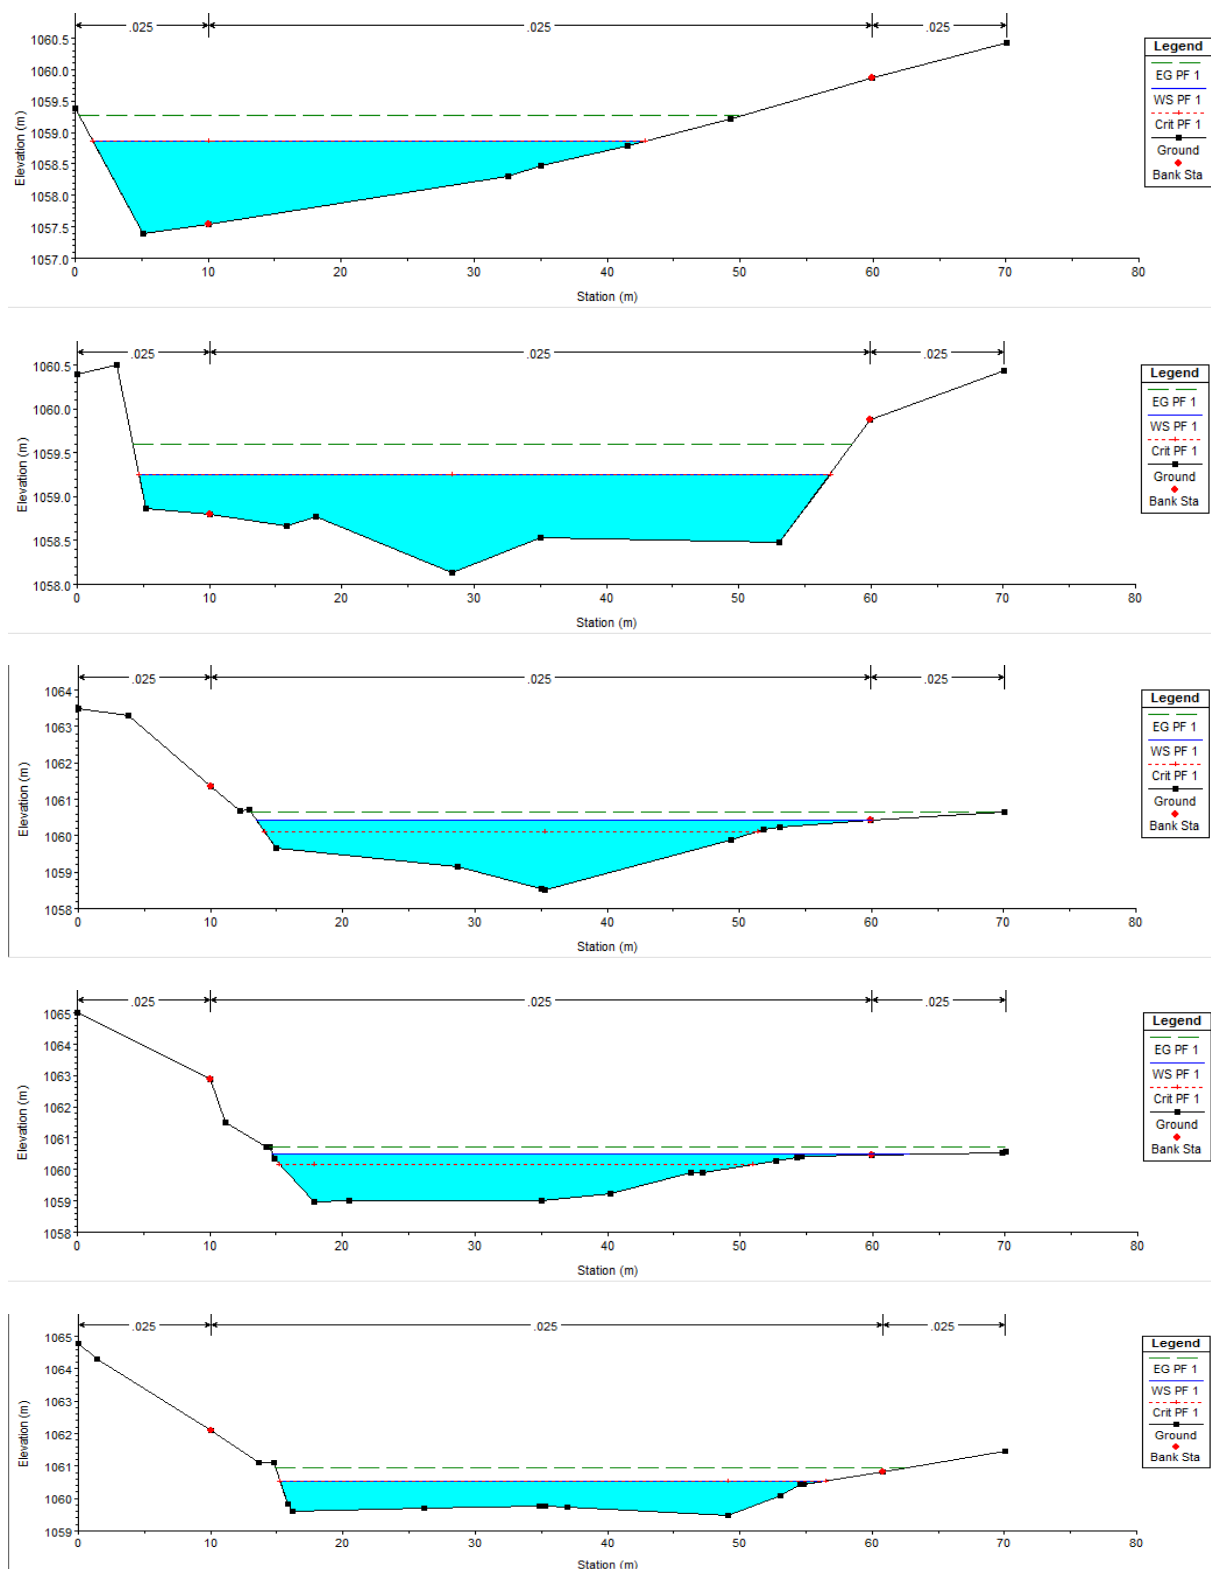 .025 .025 .025
1060.5
1060.0
1059.5
1059.0
1058.5
1058.0
1057.5
1057.0
Elevation (m)
0 10 20 30 40 50 60 70 80
Station (m)
Legend
EG PF 1
WS PF 1
Crit PF 1
Ground
Bank Sta
.025 .025 .025
1060.5
1060.0
1059.5
1059.0
1058.5
1058.0
Elevation (m)
0 10 20 30 40 50 60 70 80
Station (m)
Legend
EG PF 1
WS PF 1
Crit PF 1
Ground
Bank Sta
.025 .025 .025
1064
1063
1062
1061
1060
1059
1058
Elevation (m)
0 10 20 30 40 50 60 70 80
Station (m)
Legend
EG PF 1
WS PF 1
Crit PF 1
Ground
Bank Sta
.025 .025 .025
1065
1064
1063
1062
1061
1060
1059
1058
Elevation (m)
0 10 20 30 40 50 60 70 80
Station (m)
Legend
EG PF 1
WS PF 1
Crit PF 1
Ground
Bank Sta
.025 .025 .025
1065
1064
1063
1062
1061
1060
1059
Elevation (m)
0 10 20 30 40 50 60 70 80
Station (m)
Legend
EG PF 1
WS PF 1
Crit PF 1
Ground
Bank Sta